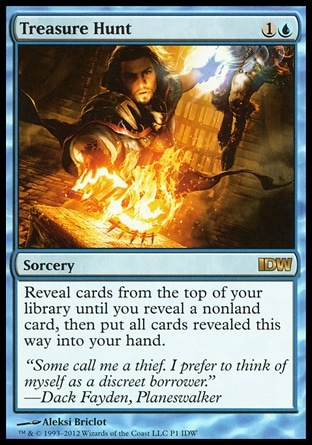 Treasure Hunt 1
Sorcery IDW
Reveal cards from the top of your
library until you reveal a nonland
card, then put all cards revealed this
way into your hand.
“Some call me a thief. I prefer to think of
myself as a discreet borrower.”
—Dack Fayden, Planeswalker
Aleksi Briclot
™ & © 1993–2012 Wizards of the Coast LLC P1 IDW